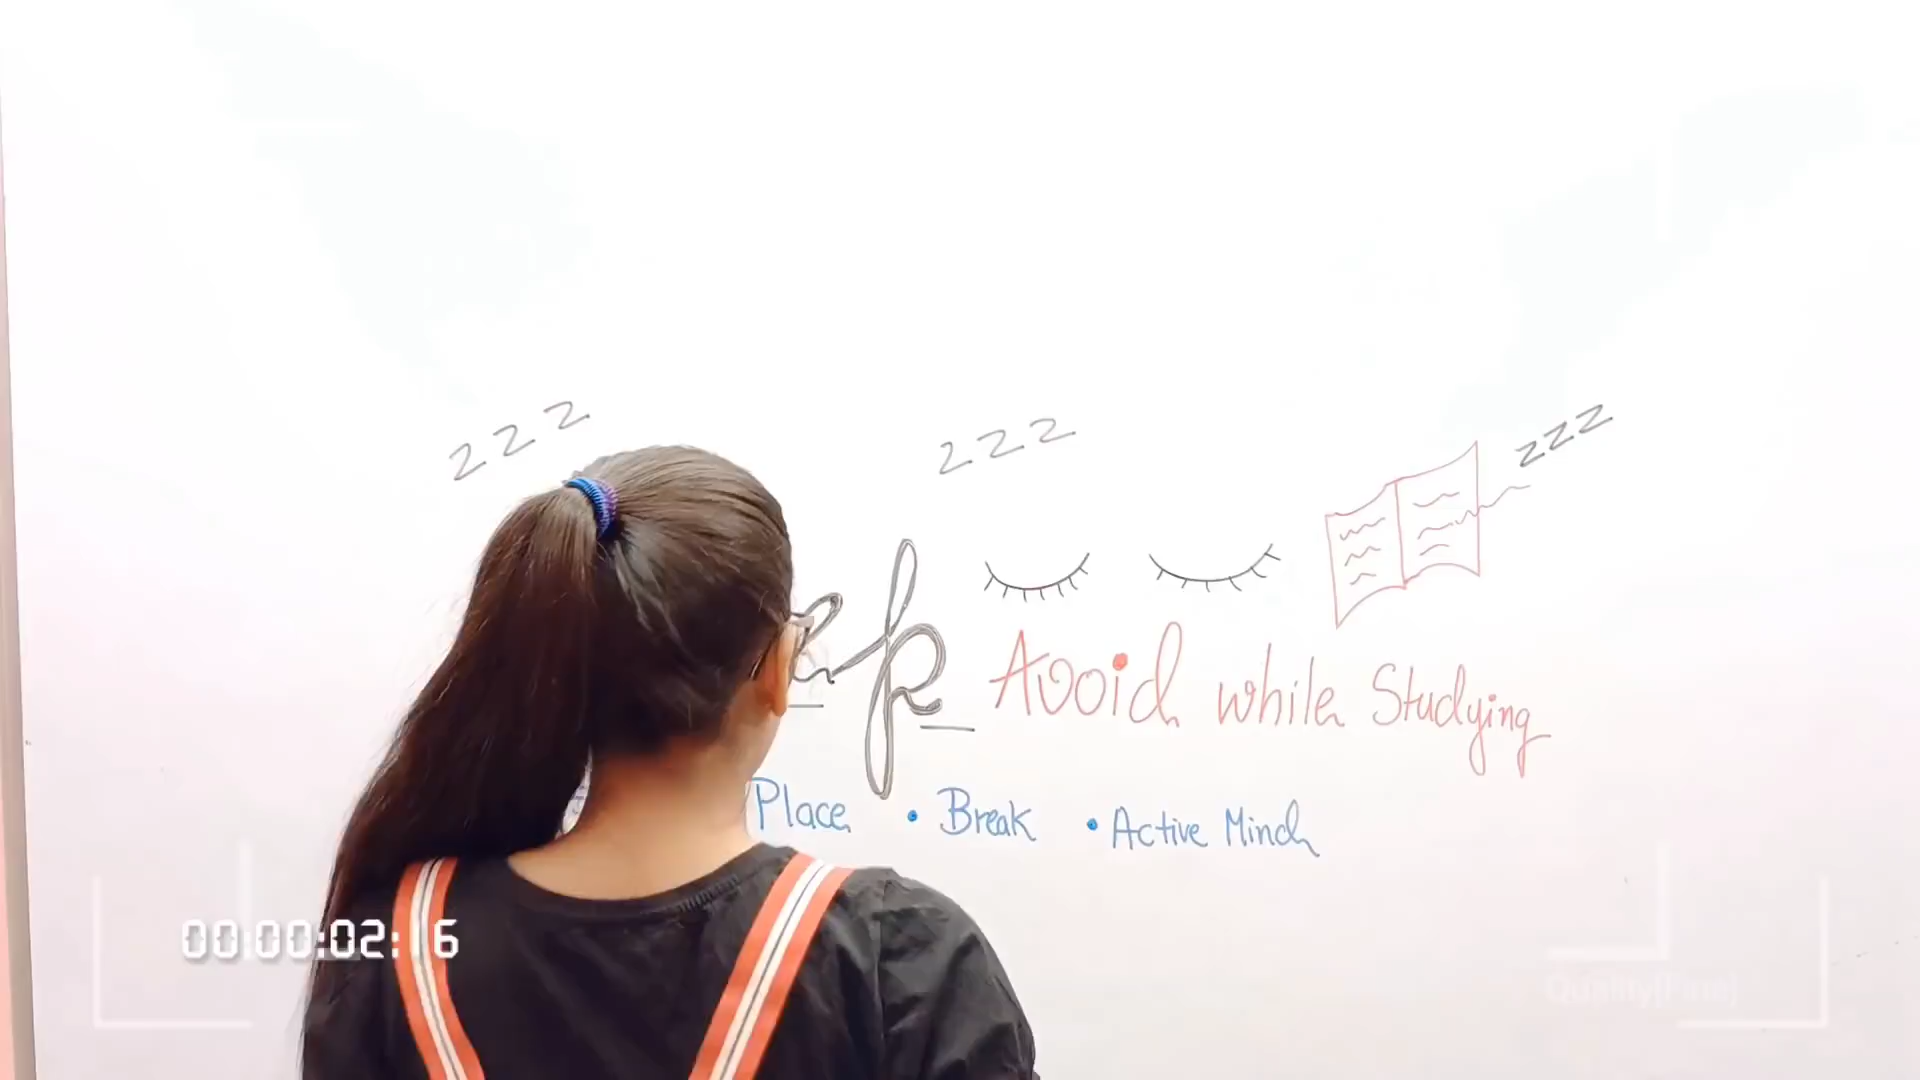 zzz zzz zzz
Avoid while Studying
Place • Break • Active Mind
00:00:02:16